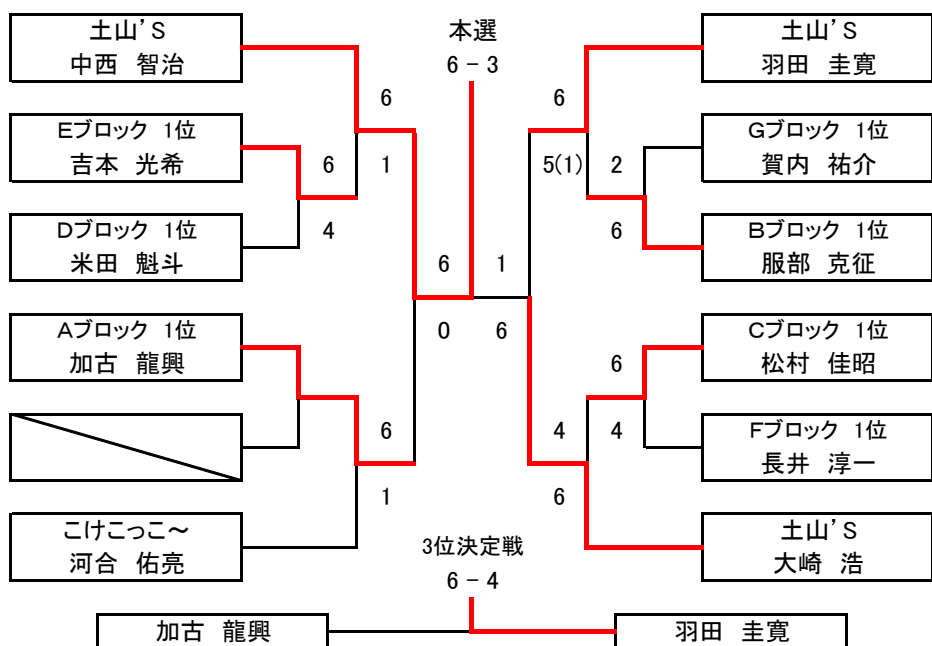 土山’S
中西 智治
Eブロック 1位
吉本 光希
Dブロック 1位
米田 魁斗
Aブロック 1位
加古 龍興
こけこっこ~
河合 佑亮
6
1
6
4
6
1
6
0
本選
6 - 3
1
6
6
5(1)
2
6
6
4
4
6
土山’S
羽田 圭寛
Gブロック 1位
賀内 祐介
Bブロック 1位
服部 克征
Cブロック 1位
松村 佳昭
Fブロック 1位
長井 淳一
土山’S
大崎 浩
3位決定戦
6 - 4
加古 龍興
羽田 圭寛